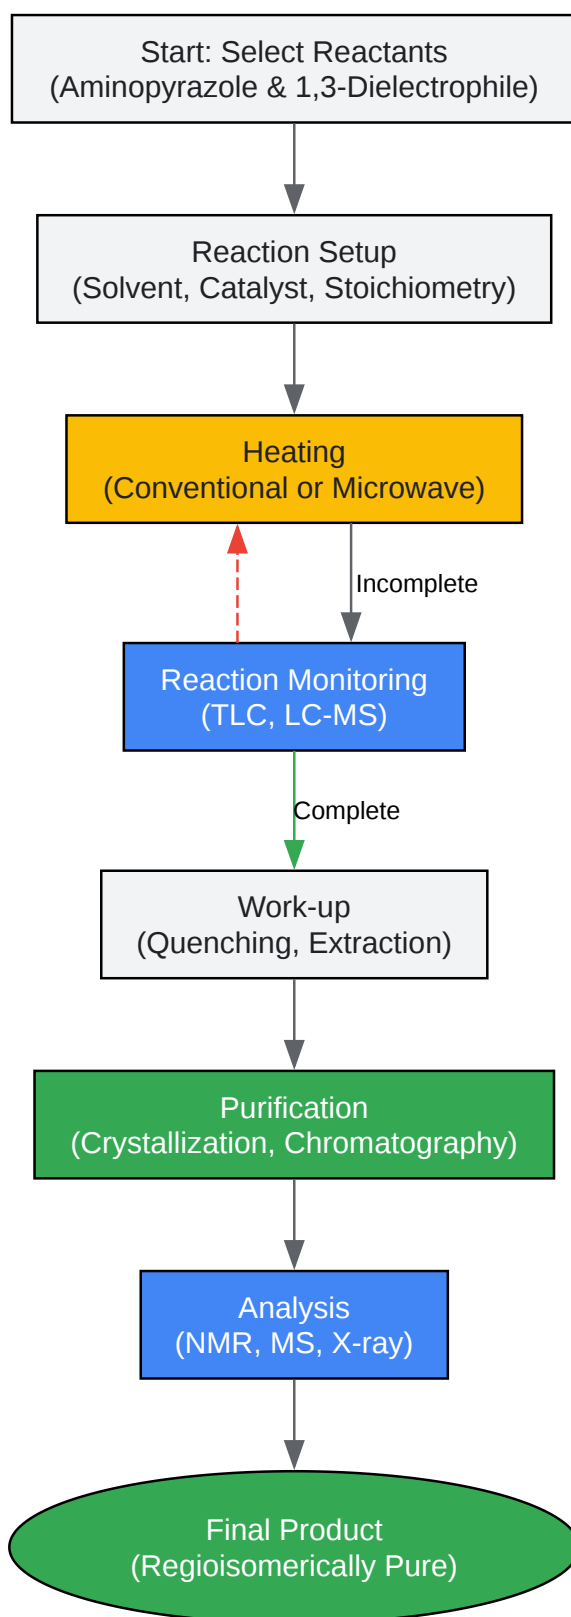 Start: Select Reactants
(Aminopyrazole & 1,3-Dielectrophile)
Reaction Setup
(Solvent, Catalyst, Stoichiometry)
Heating
(Conventional or Microwave)
Incomplete
Reaction Monitoring
(TLC, LC-MS)
Complete
Work-up
(Quenching, Extraction)
Purification
(Crystallization, Chromatography)
Analysis
(NMR, MS, X-ray)
Final Product
(Regioisomerically Pure)